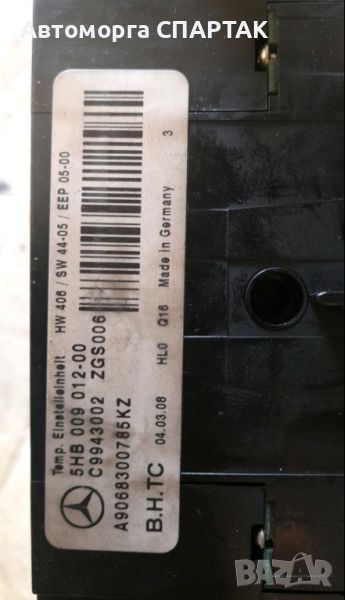 Автоморга СПАРТАК
Temp. Einstelleinheit HW 406 / SW 44-05 / EEP 05-00
5HB 009 012-00
C9943002 ZGS006
A9068300785KZ
HL0 Q16 Made in Germany 3
B.H.TC 04.03.08
BAZAR